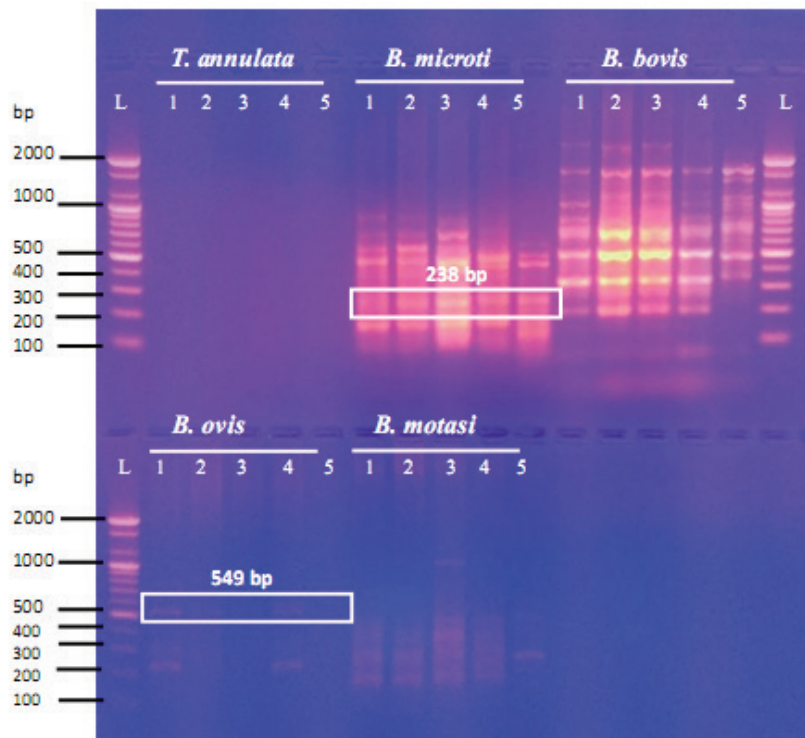 T. annulata B. microti B. bovis
L 1 2 3 4 5 1 2 3 4 5 1 2 3 4 5 L
bp
2000
1000
500
400
300
200
100
238 bp
B. ovis B. motasi
L 1 2 3 4 5 1 2 3 4 5
bp
2000
1000
500
400
300
200
100
549 bp